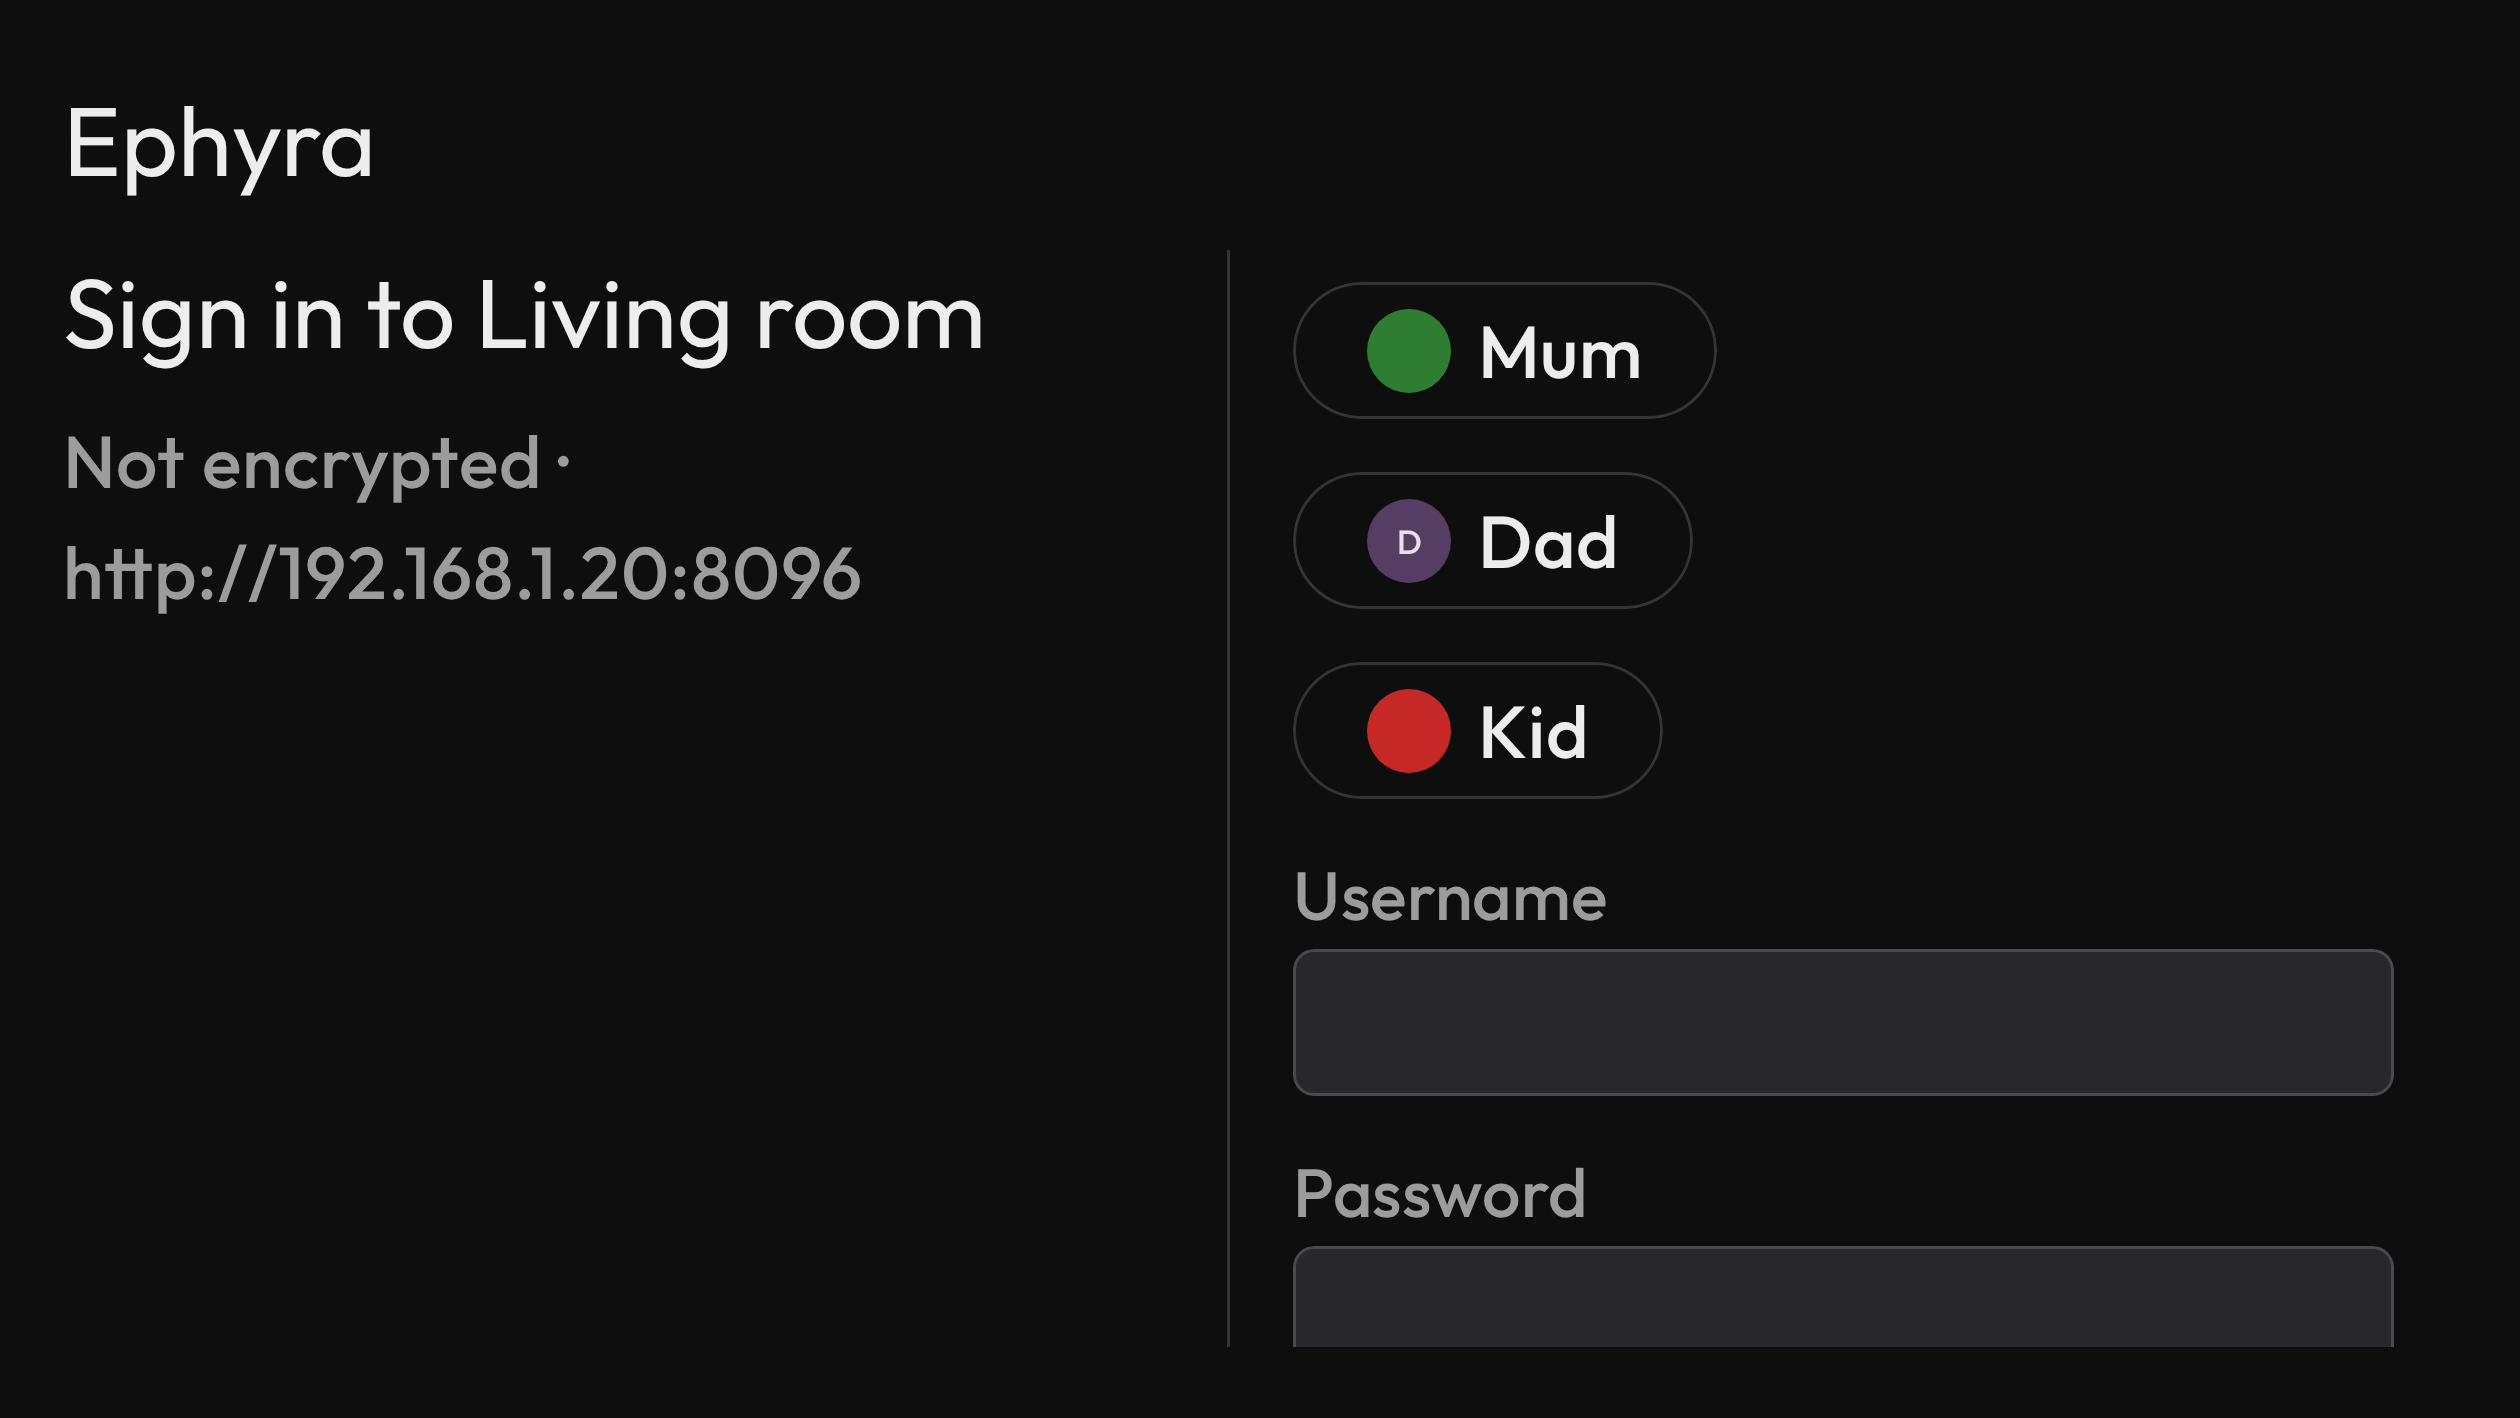 Ephyra
Sign in to Living room
Not encrypted ·
http://192.168.1.20:8096
Mum
D Dad
Kid
Username
Password